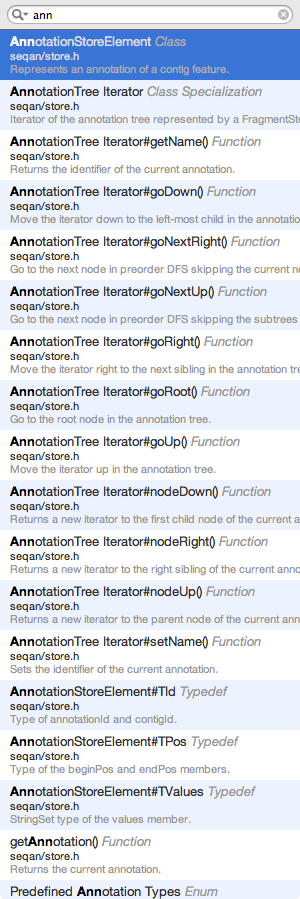 ann
AnnotationStoreElement Class
seqan/store.h
Represents an annotation of a contig feature.
AnnotationTree Iterator Class Specialization
seqan/store.h
Iterator of the annotation tree represented by a FragmentSt
AnnotationTree Iterator#getName() Function
seqan/store.h
Returns the identifier of the current annotation.
AnnotationTree Iterator#goDown() Function
seqan/store.h
Move the iterator down to the left-most child in the annotatio
AnnotationTree Iterator#goNextRight() Function
seqan/store.h
Go to the next node in preorder DFS skipping the current n
AnnotationTree Iterator#goNextUp() Function
seqan/store.h
Go to the next node in preorder DFS skipping the subtrees
AnnotationTree Iterator#goRight() Function
seqan/store.h
Move the iterator right to the next sibling in the annotation tre
AnnotationTree Iterator#goRoot() Function
seqan/store.h
Go to the root node in the annotation tree.
AnnotationTree Iterator#goUp() Function
seqan/store.h
Move the iterator up in the annotation tree.
AnnotationTree Iterator#nodeDown() Function
seqan/store.h
Returns a new iterator to the first child node of the current a
AnnotationTree Iterator#nodeRight() Function
seqan/store.h
Returns a new iterator to the right sibling of the current anno
AnnotationTree Iterator#nodeUp() Function
seqan/store.h
Returns a new iterator to the parent node of the current ann
AnnotationTree Iterator#setName() Function
seqan/store.h
Sets the identifier of the current annotation.
AnnotationStoreElement#TId Typedef
seqan/store.h
Type of annotationId and contigId.
AnnotationStoreElement#TPos Typedef
seqan/store.h
Type of the beginPos and endPos members.
AnnotationStoreElement#TValues Typedef
seqan/store.h
StringSet type of the values member.
getAnnotation() Function
seqan/store.h
Returns the current annotation.
Predefined Annotation Types Enum